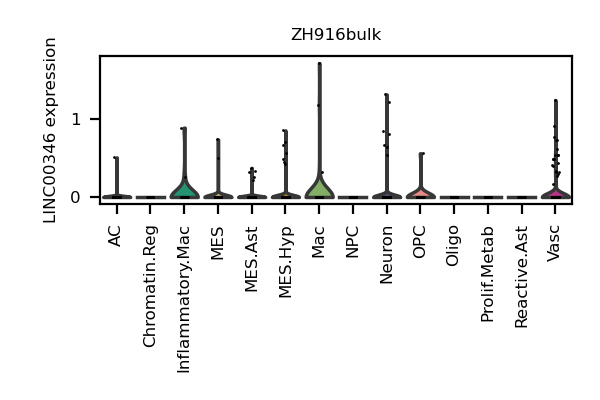 ZH916bulk
LINC00346 expression
1
0
AC
Chromatin.Reg
Inflammatory.Mac
MES
MES.Ast
MES.Hyp
Mac
NPC
Neuron
OPC
Oligo
Prolif.Metab
Reactive.Ast
Vasc